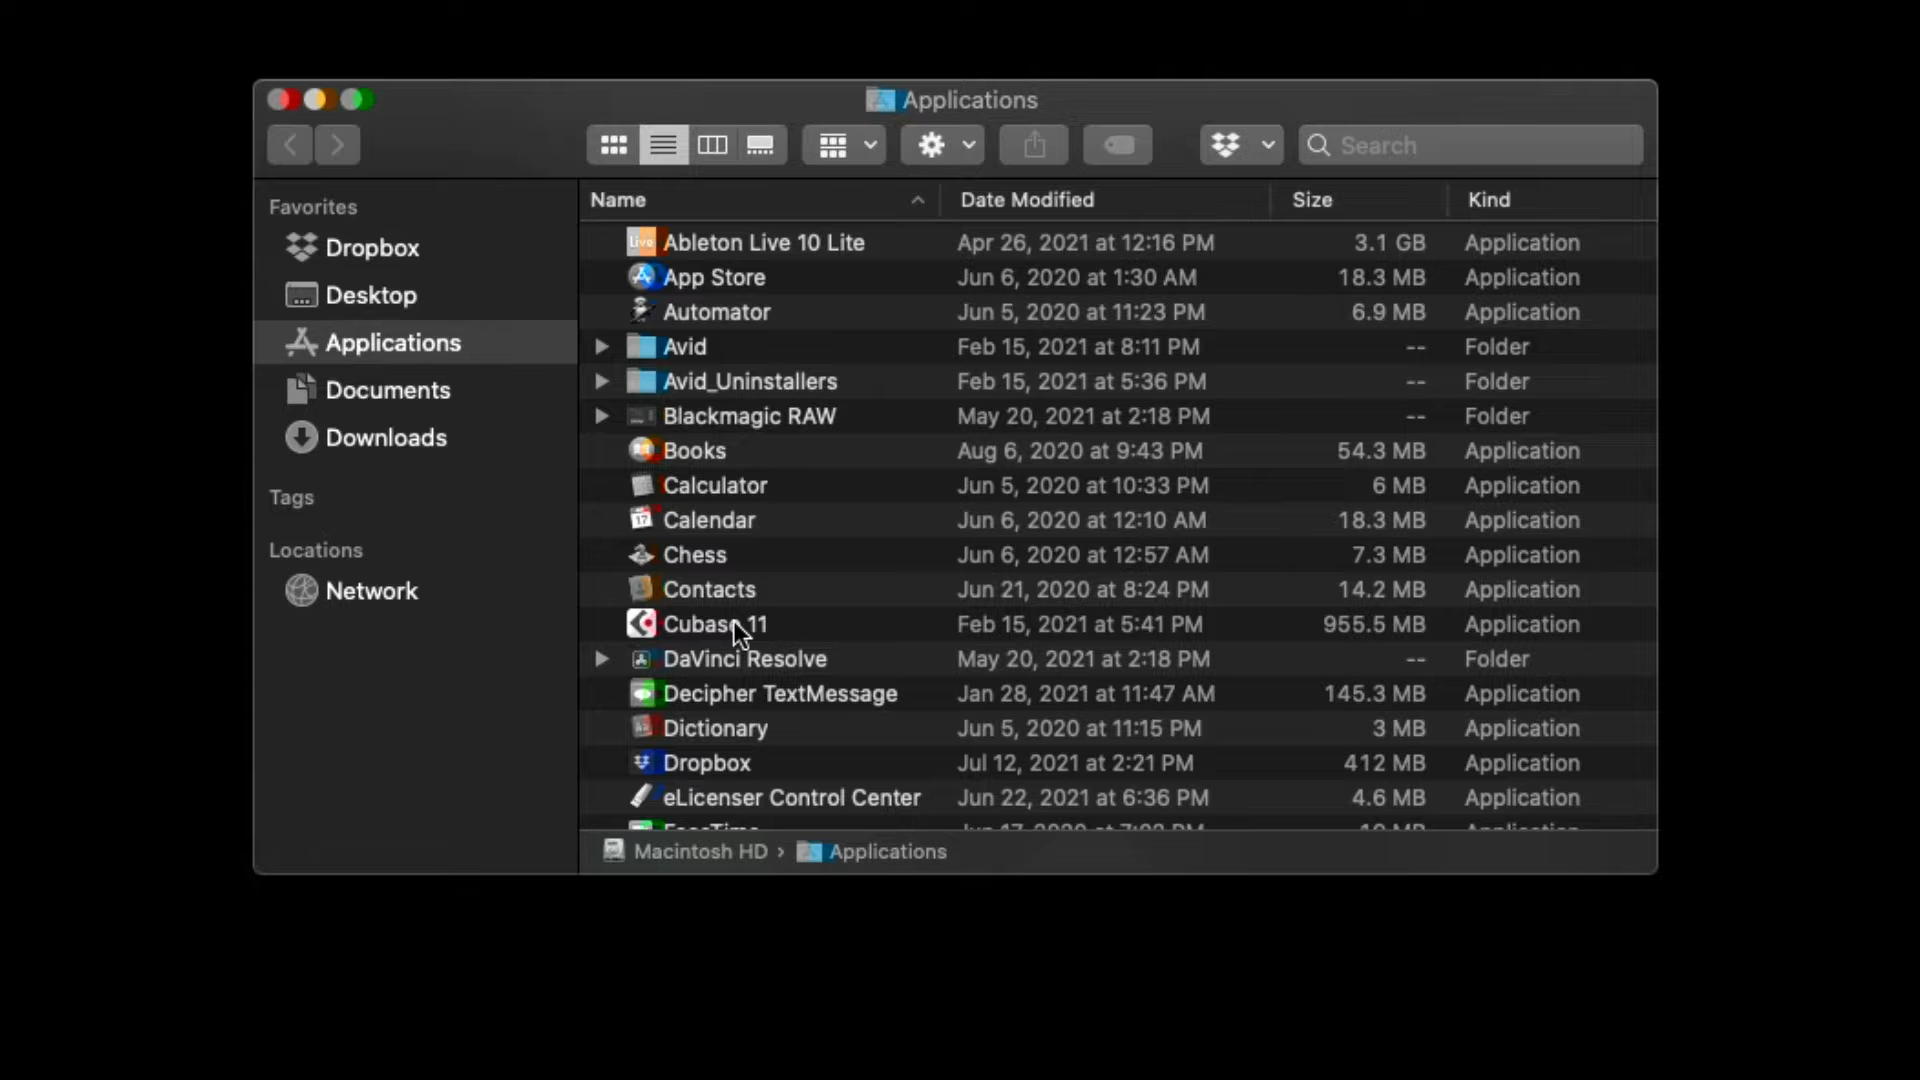 Applications
Search
Favorites
Dropbox
Desktop
Applications
Documents
Downloads
Tags
Locations
Network
Name Date Modified Size Kind
Live Ableton Live 10 Lite Apr 26, 2021 at 12:16 PM 3.1 GB Application
App Store Jun 6, 2020 at 1:30 AM 18.3 MB Application
Automator Jun 5, 2020 at 11:23 PM 6.9 MB Application
Avid Feb 15, 2021 at 8:11 PM -- Folder
Avid_Uninstallers Feb 15, 2021 at 5:36 PM -- Folder
Blackmagic RAW May 20, 2021 at 2:18 PM -- Folder
Books Aug 6, 2020 at 9:43 PM 54.3 MB Application
Calculator Jun 5, 2020 at 10:33 PM 6 MB Application
17 Calendar Jun 6, 2020 at 12:10 AM 18.3 MB Application
Chess Jun 6, 2020 at 12:57 AM 7.3 MB Application
Contacts Jun 21, 2020 at 8:24 PM 14.2 MB Application
Cubase 11 Feb 15, 2021 at 5:41 PM 955.5 MB Application
DaVinci Resolve May 20, 2021 at 2:18 PM -- Folder
Decipher TextMessage Jan 28, 2021 at 11:47 AM 145.3 MB Application
Dictionary Jun 5, 2020 at 11:15 PM 3 MB Application
Dropbox Jul 12, 2021 at 2:21 PM 412 MB Application
eLicenser Control Center Jun 22, 2021 at 6:36 PM 4.6 MB Application
FaceTime Application
Macintosh HD › Applications